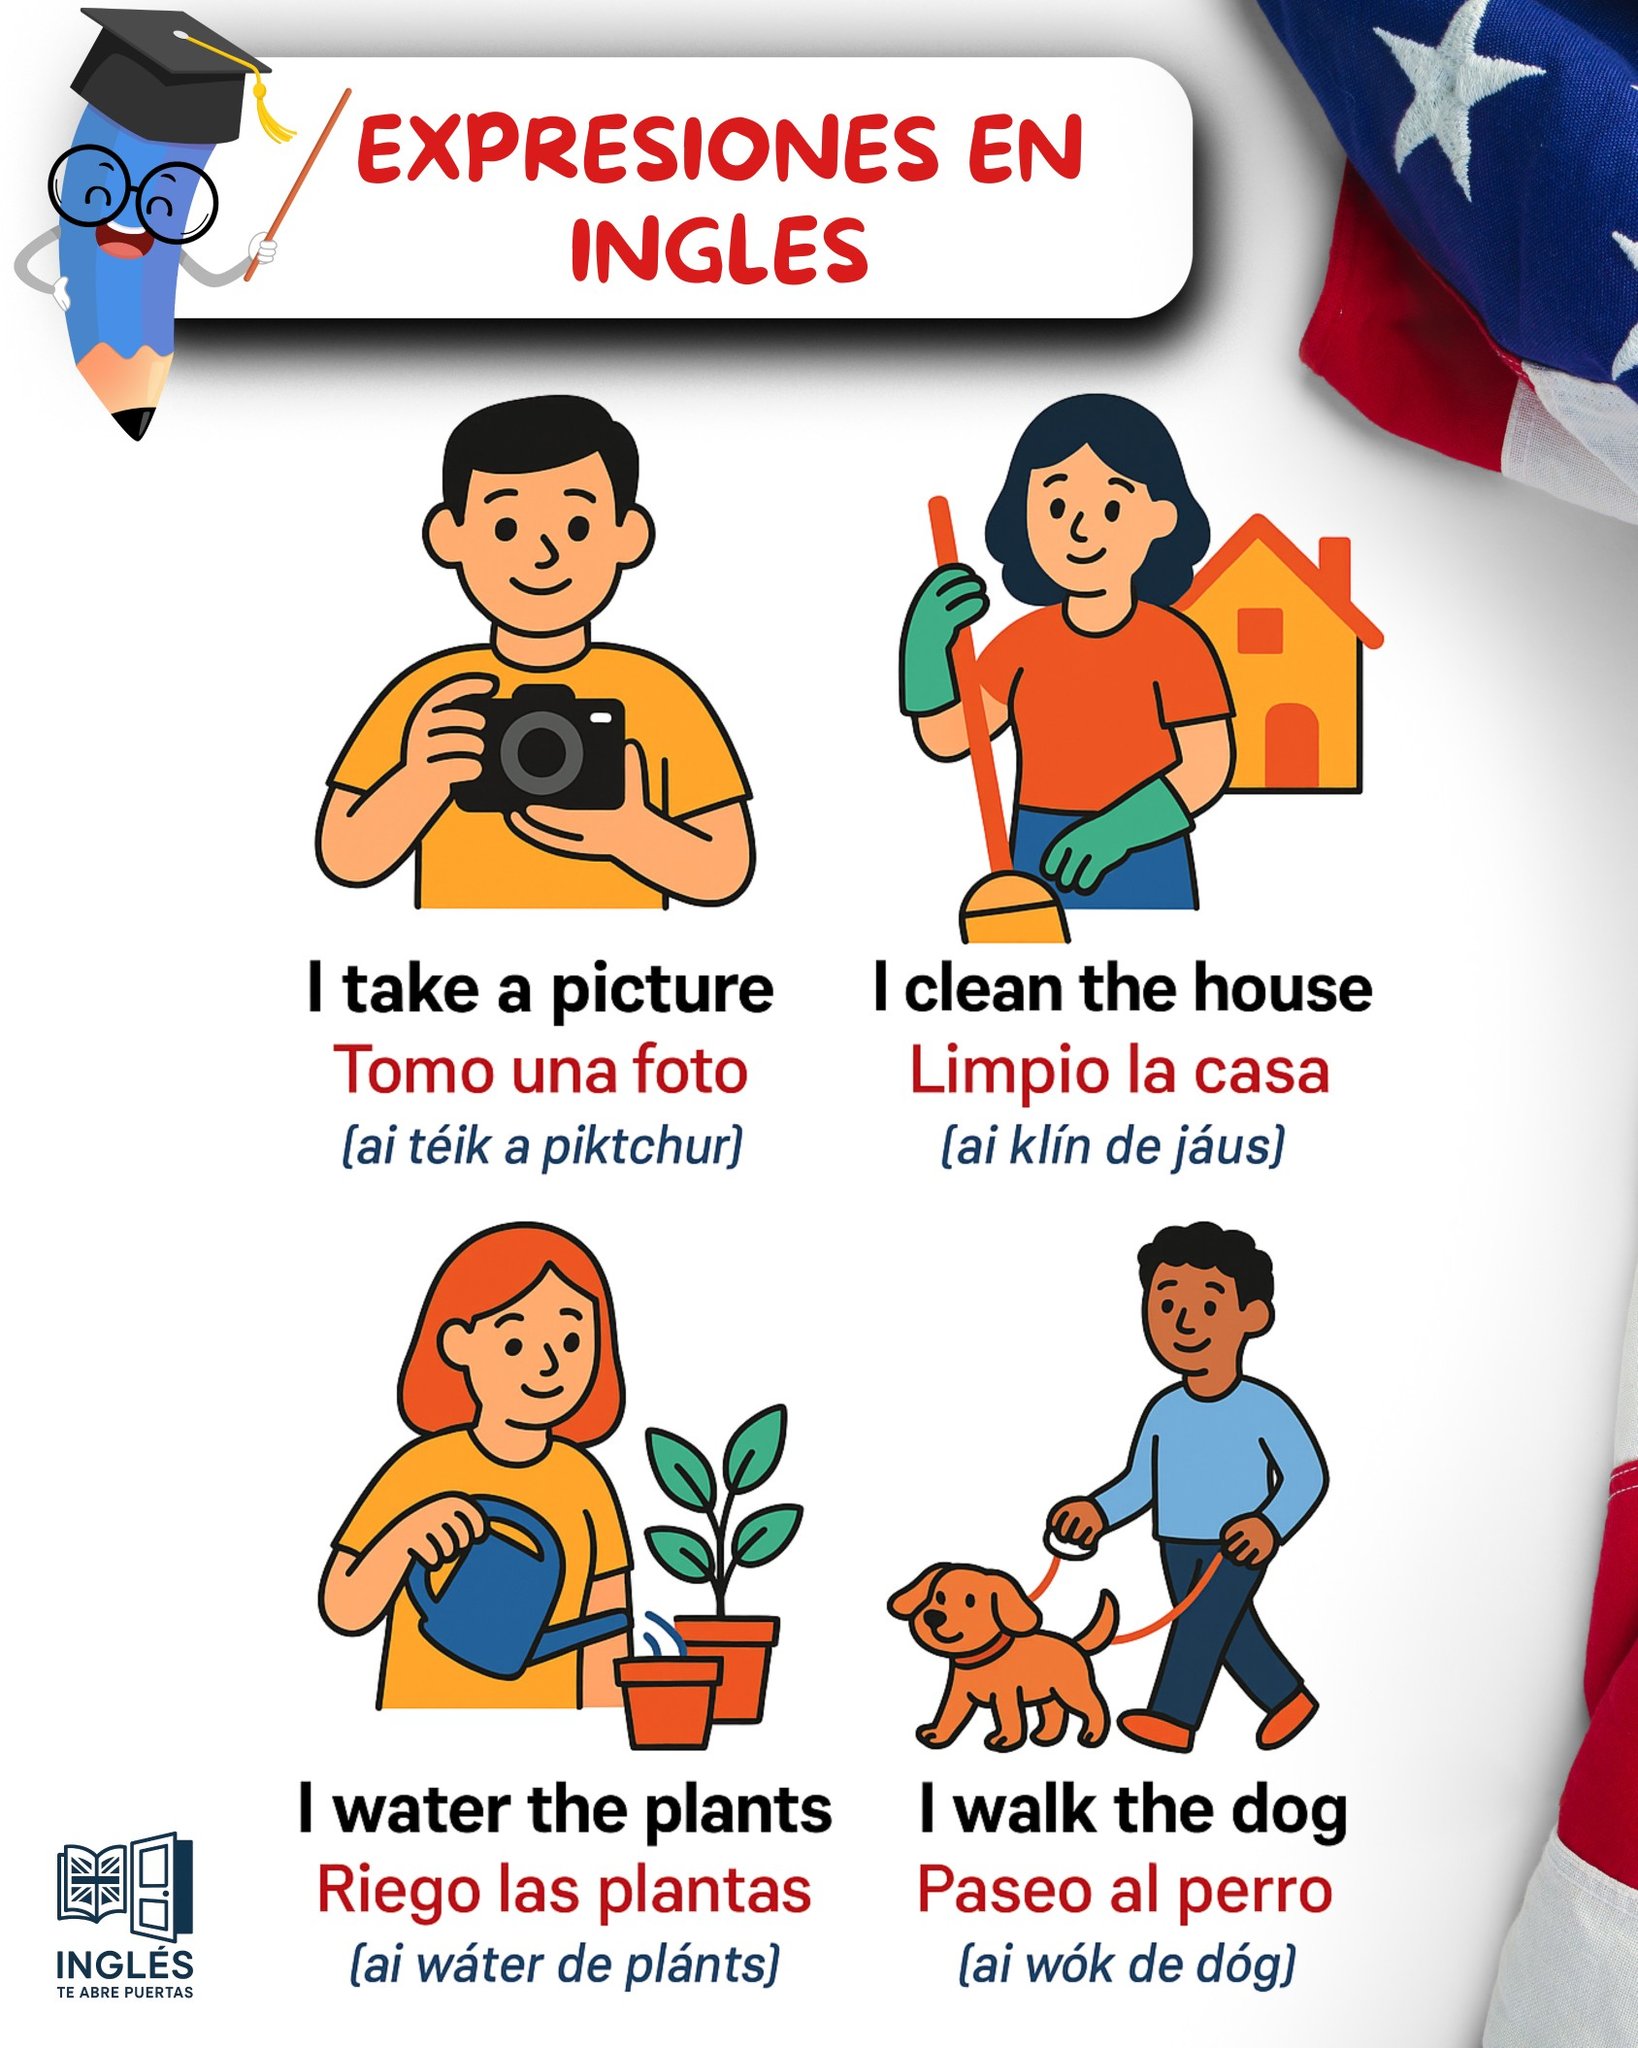 EXPRESIONES EN
INGLES
I take a picture
Tomo una foto
(ai téik a piktchur)
I clean the house
Limpio la casa
(ai klín de jáus)
I water the plants
Riego las plantas
(ai wáter de plánts)
I walk the dog
Paseo al perro
(ai wók de dóg)
INGLÉS
TE ABRE PUERTAS